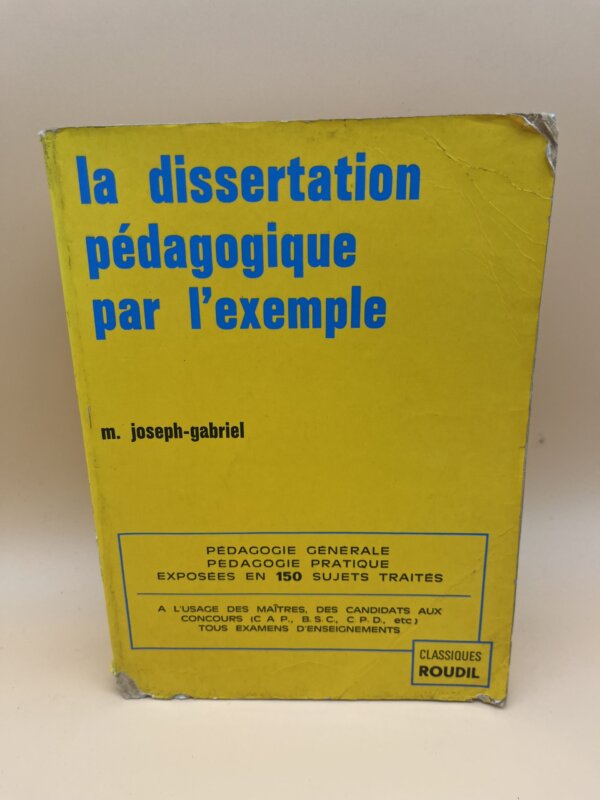 la dissertation
pédagogique
par l'exemple
m. joseph-gabriel
PÉDAGOGIE GÉNÉRALE
PÉDAGOGIE PRATIQUE
EXPOSÉES EN 150 SUJETS TRAITÉS
A L'USAGE DES MAÎTRES, DES CANDIDATS AUX
CONCOURS (C A P., B.S.C., C.P.D., etc)
TOUS EXAMENS D'ENSEIGNEMENTS
CLASSIQUES
ROUDIL